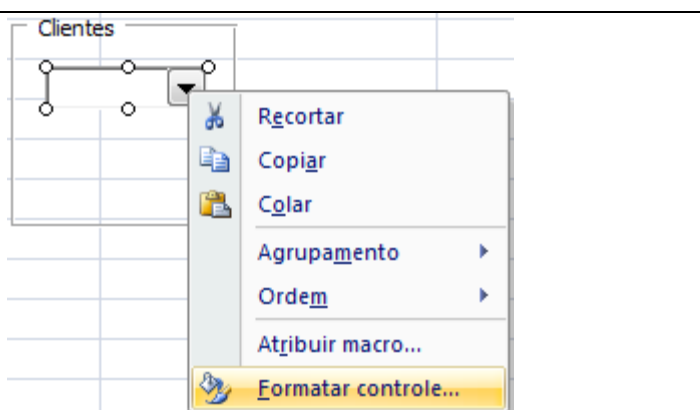 Clientes
Recortar
Copiar
Colar
Agrupamento
Ordem
Atribuir macro...
Formatar controle...